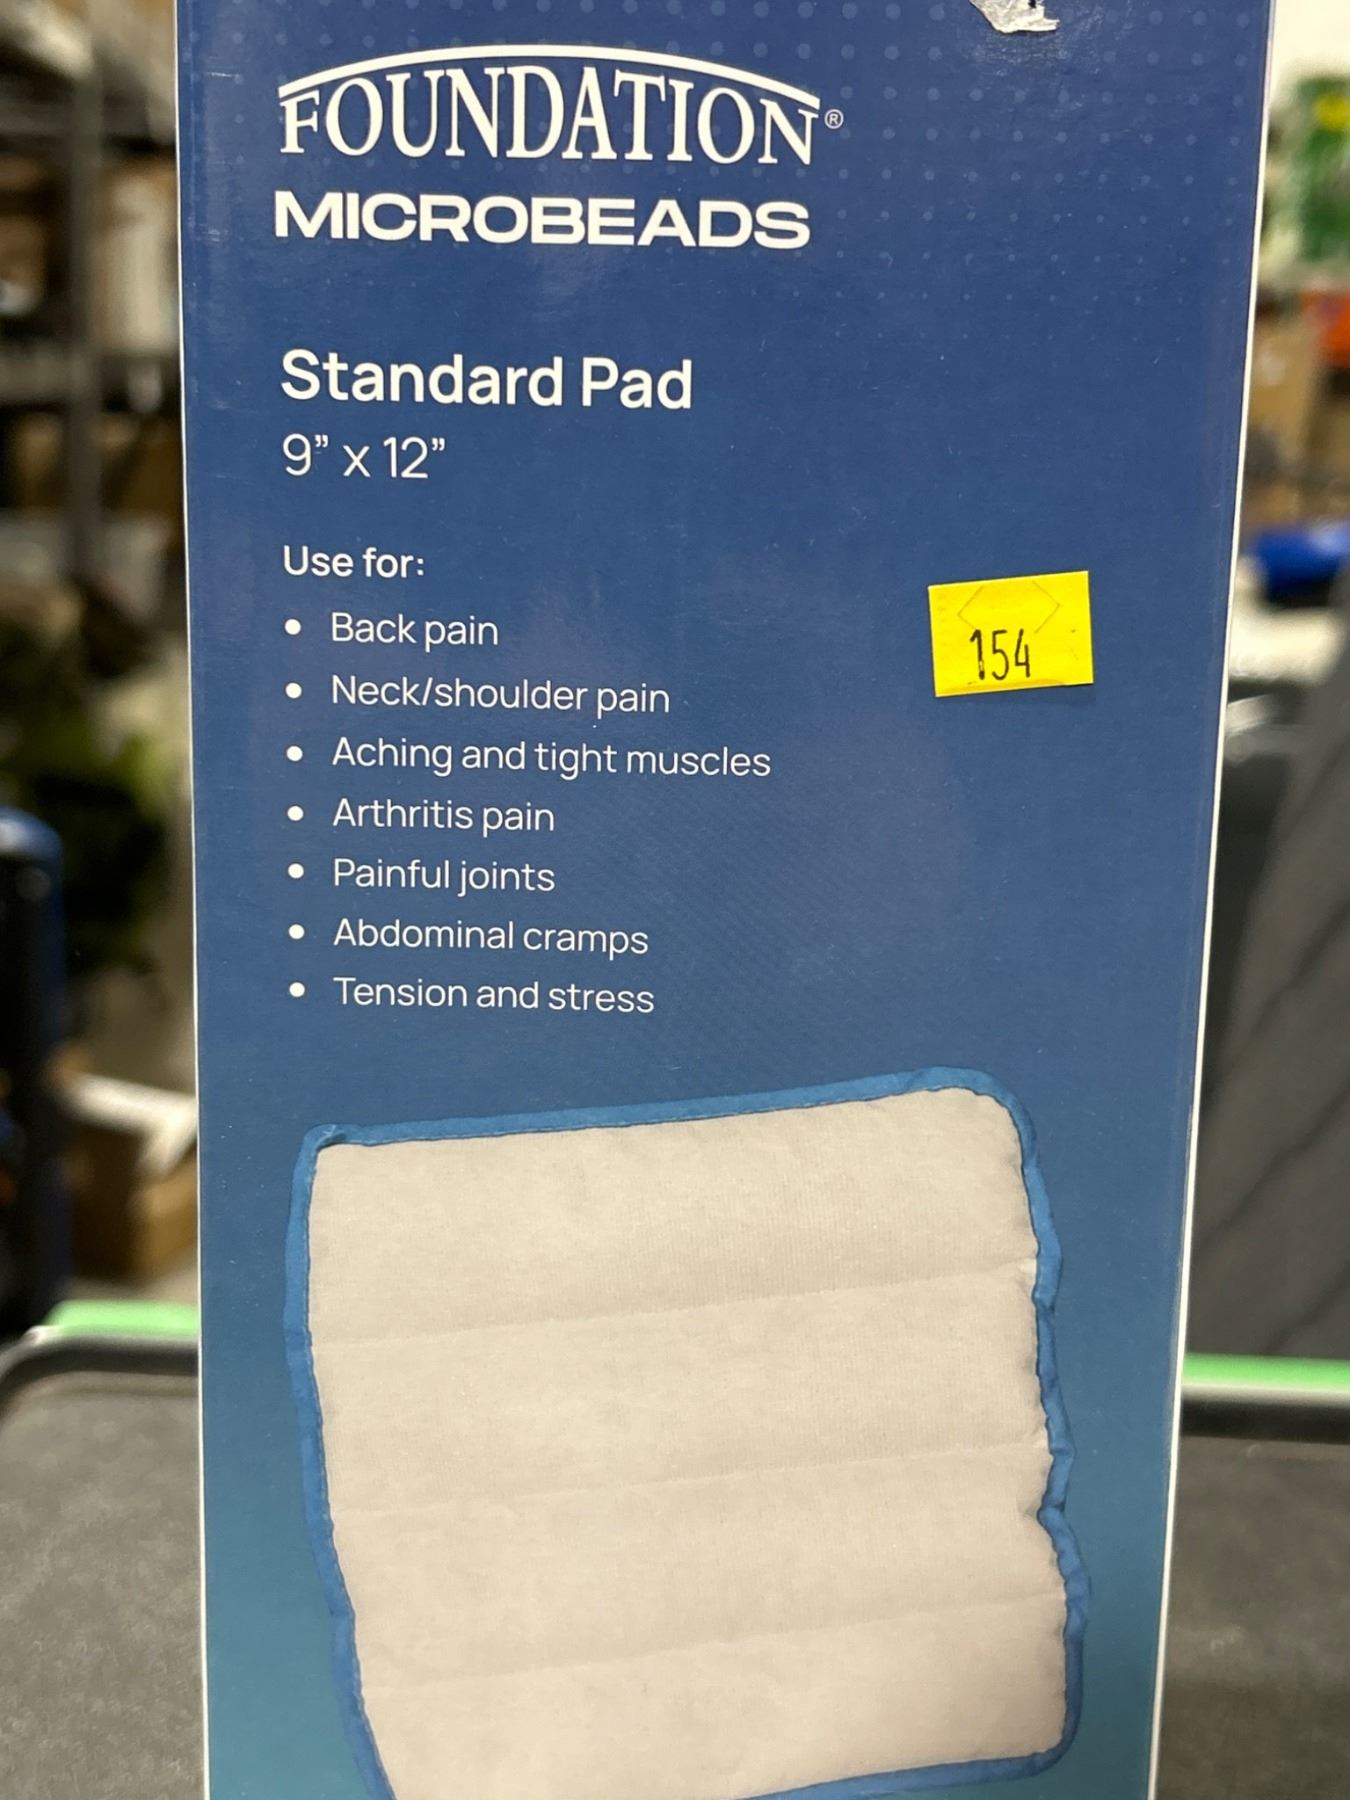 FOUNDATION®
MICROBEADS
Standard Pad
9” x 12”
Use for:
• Back pain
• Neck/shoulder pain
• Aching and tight muscles
• Arthritis pain
• Painful joints
• Abdominal cramps
• Tension and stress
154